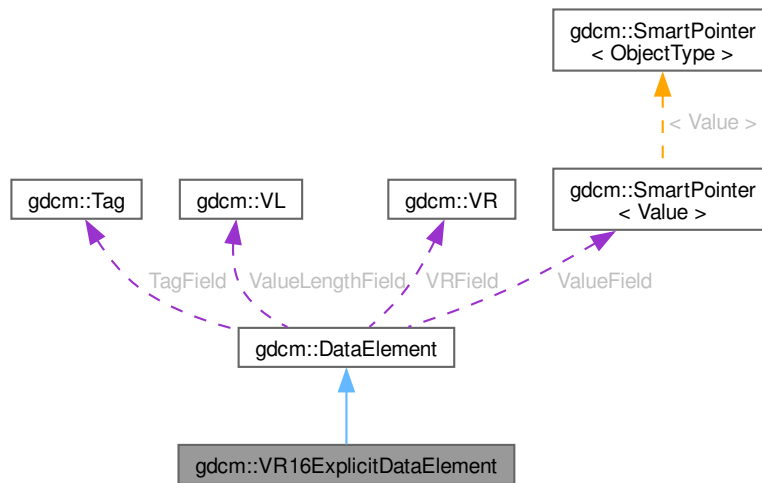 gdcm::SmartPointer
< ObjectType >
< Value >
gdcm::Tag
gdcm::VL
gdcm::VR
gdcm::SmartPointer
< Value >
TagField
ValueLengthField
VRField
ValueField
gdcm::DataElement
gdcm::VR16ExplicitDataElement